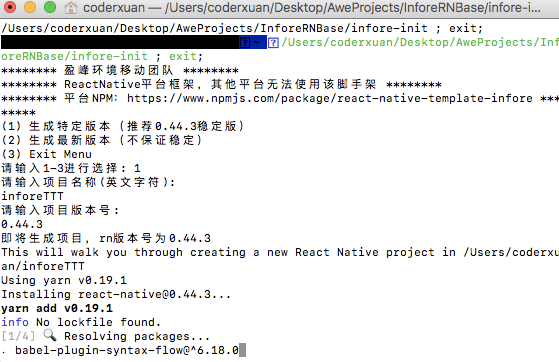 coderxuan — /Users/coderxuan/Desktop/AweProjects/InforeRNBase/infore-i...
/Users/coderxuan/Desktop/AweProjects/InforeRNBase/infore-init ; exit;
~ /Users/coderxuan/Desktop/AweProjects/Inf
oreRNBase/infore-init ; exit;
******** 盈峰环境移动团队 ********
******** ReactNative平台框架，其他平台无法使用该脚手架 ********
******** 平台NPM：https://www.npmjs.com/package/react-native-template-infore ***
*****
(1) 生成特定版本 (推荐0.44.3稳定版)
(2) 生成最新版本 (不保证稳定)
(3) Exit Menu
请输入1-3进行选择：1
请输入项目名称(英文字符)：
inforeTTT
请输入项目版本号：
0.44.3
即将生成项目，rn版本号为0.44.3
This will walk you through creating a new React Native project in /Users/coderxu
an/inforeTTT
Using yarn v0.19.1
Installing react-native@0.44.3...
yarn add v0.19.1
info No lockfile found.
[1/4] 🔍 Resolving packages...
. babel-plugin-syntax-flow@^6.18.0